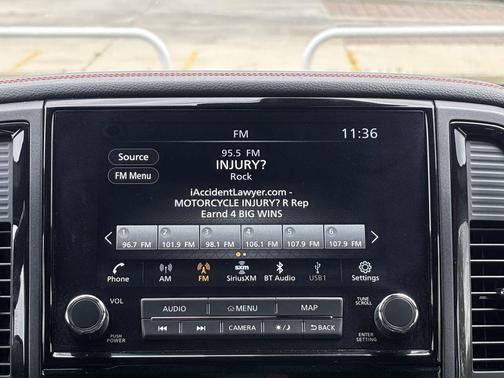 FM
11:36
Source
FM Menu
95.5 FM
INJURY?
Rock
iAccidentLawyer.com -
MOTORCYCLE INJURY? R Rep
Earnd 4 BIG WINS
1 2 3 4 5 6
96.7 FM 101.9 FM 98.1 FM 106.1 FM 107.9 FM 107.9 FM
Phone AM FM SXM SiriusXM BT Audio USB1 Settings
VOL
AUDIO MENU MAP
TUNE
SCROLL
CAMERA BACK
PUSH
POWER
ENTER
SETTING